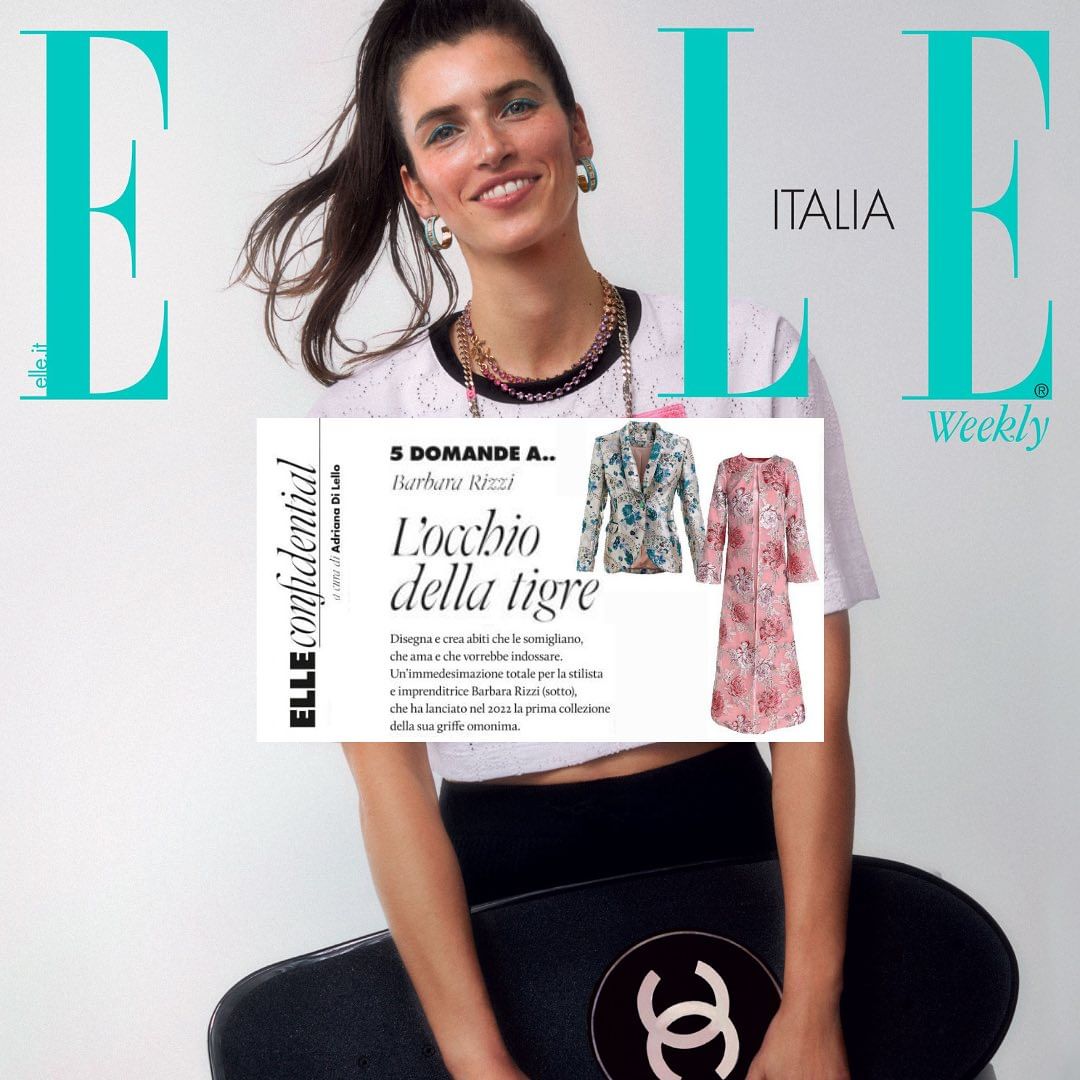 ELLE
ITALIA
elle.it
Weekly
ELLE confidential
a cura di Adriana Di Lello
5 DOMANDE A..
Barbara Rizzi
L'occhio
della tigre
Disegna e crea abiti che le somigliano,
che ama e che vorrebbe indossare.
Un'immedesimazione totale per la stilista
e imprenditrice Barbara Rizzi (sotto),
che ha lanciato nel 2022 la prima collezione
della sua griffe omonima.